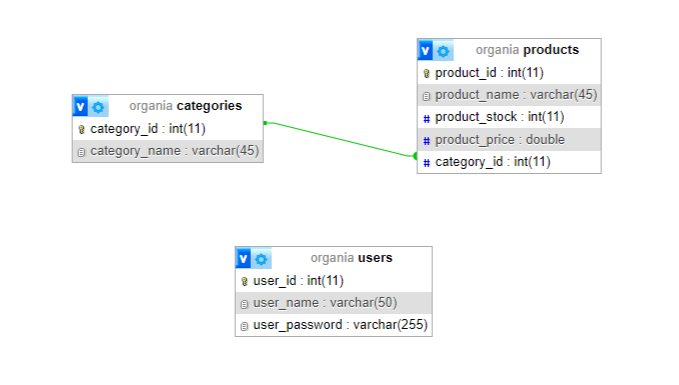 organia products
product_id : int(11)
product_name : varchar(45)
product_stock : int(11)
product_price : double
category_id : int(11)
organia categories
category_id : int(11)
category_name : varchar(45)
organia users
user_id : int(11)
user_name : varchar(50)
user_password : varchar(255)